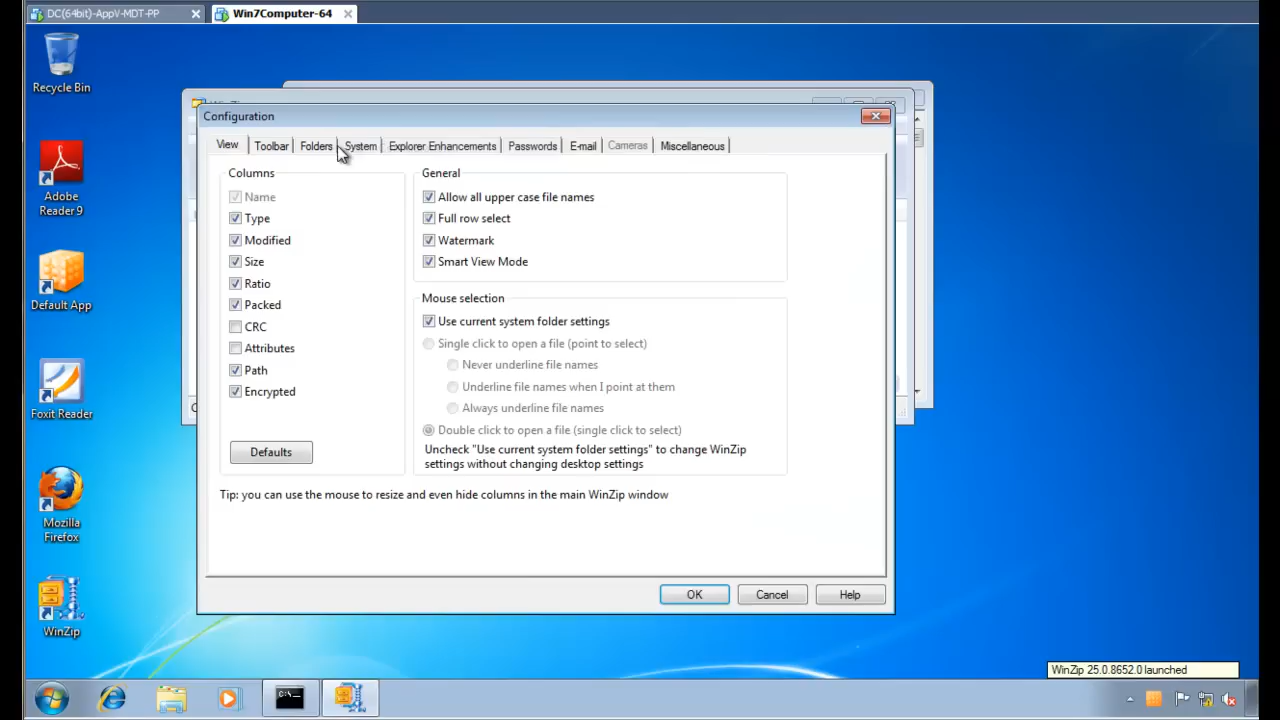 DC(64bit)-AppV-MDT-PP
Win7Computer-64
Recycle Bin
Adobe
Reader 9
Default App
Foxit Reader
Mozilla
Firefox
WinZip
Configuration
View
Toolbar
Folders
System
Explorer Enhancements
Passwords
E-mail
Cameras
Miscellaneous
Columns
Name
Type
Modified
Size
Ratio
Packed
CRC
Attributes
Path
Encrypted
Defaults
General
Allow all upper case file names
Full row select
Watermark
Smart View Mode
Mouse selection
Use current system folder settings
Single click to open a file (point to select)
Never underline file names
Underline file names when I point at them
Always underline file names
Double click to open a file (single click to select)
Uncheck "Use current system folder settings" to change WinZip
settings without changing desktop settings
Tip: you can use the mouse to resize and even hide columns in the main WinZip window
OK
Cancel
Help
WinZip 25.0.8652.0 launched